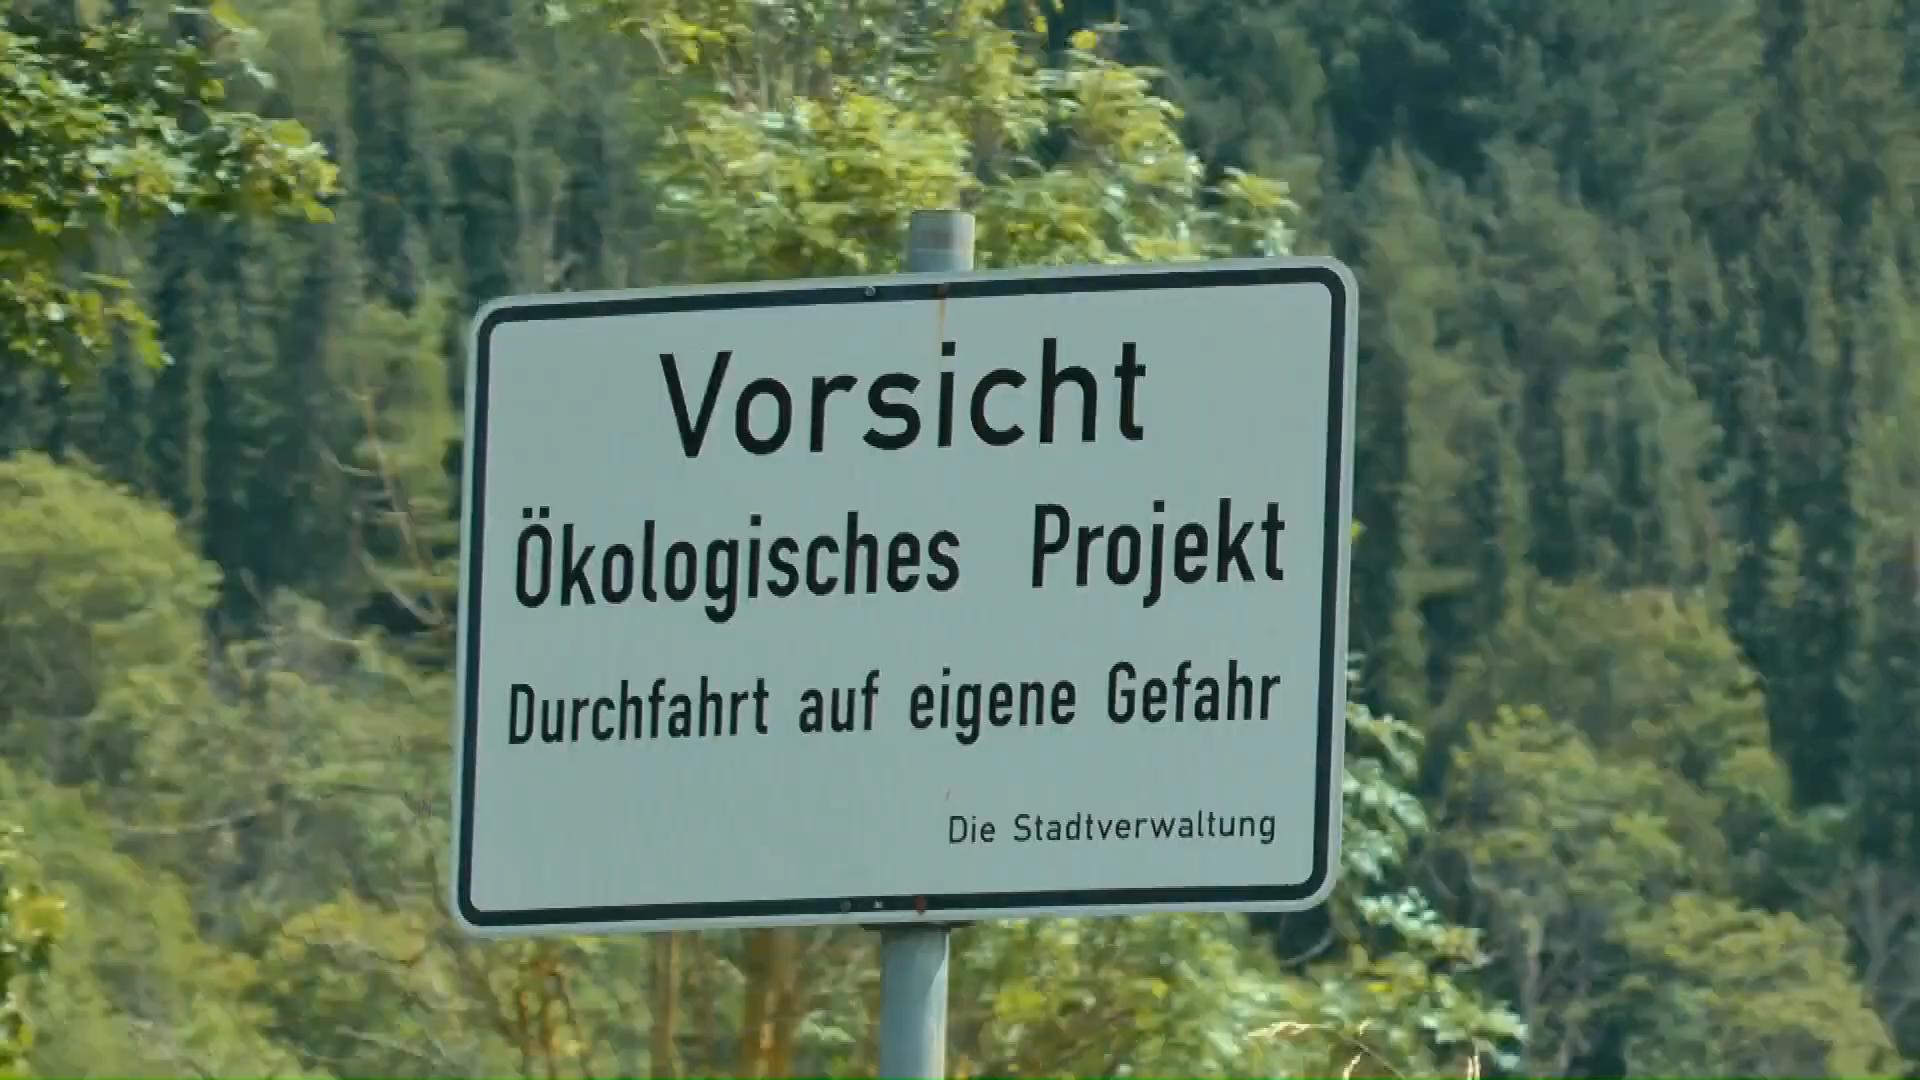 Vorsicht
Ökologisches Projekt
Durchfahrt auf eigene Gefahr
Die Stadtverwaltung